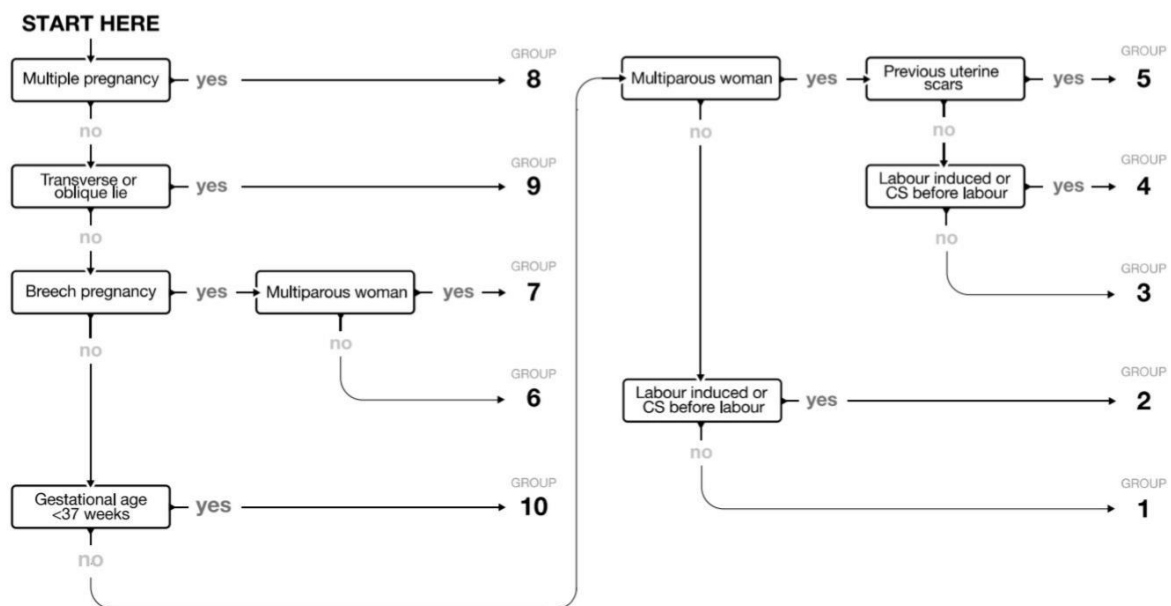 START HERE
Multiple pregnancy
yes
GROUP
8
no
Transverse or
oblique lie
yes
GROUP
9
no
Breech pregnancy
yes
Multiparous woman
yes
GROUP
7
no
no
GROUP
6
Gestational age
<37 weeks
yes
GROUP
10
no
Multiparous woman
yes
Previous uterine
scars
yes
GROUP
5
no
no
Labour induced or
CS before labour
yes
GROUP
4
no
GROUP
3
Labour induced or
CS before labour
yes
GROUP
2
no
GROUP
1